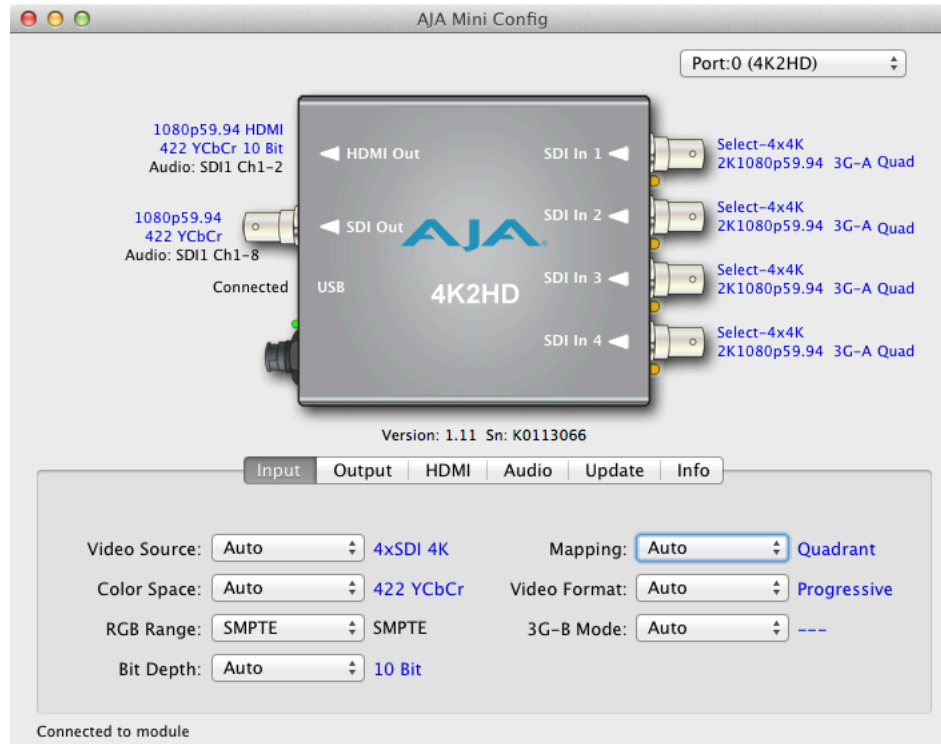 AJA Mini Config
Port:0 (4K2HD)
1080p59.94 HDMI
422 YCbCr 10 Bit
Audio: SDI1 Ch1-2
HDMI Out
SDI In 1
Select-4x4K
2K1080p59.94 3G-A Quad
1080p59.94
422 YCbCr
Audio: SDI1 Ch1-8
SDI Out
AJA
SDI In 2
Select-4x4K
2K1080p59.94 3G-A Quad
Connected
USB
4K2HD
SDI In 3
Select-4x4K
2K1080p59.94 3G-A Quad
SDI In 4
Select-4x4K
2K1080p59.94 3G-A Quad
Version: 1.11 Sn: K0113066
Input Output HDMI Audio Update Info
Video Source: Auto 4xSDI 4K
Mapping: Auto Quadrant
Color Space: Auto 422 YCbCr
Video Format: Auto Progressive
RGB Range: SMPTE SMPTE
3G-B Mode: Auto ---
Bit Depth: Auto 10 Bit
Connected to module